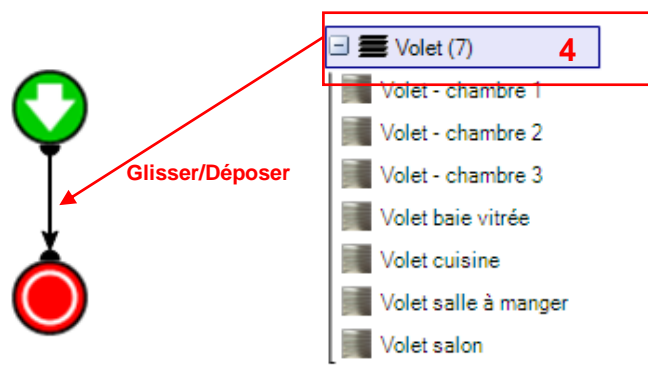 Volet (7)
4
Volet - chambre 1
Volet - chambre 2
Glisser/Déposer
Volet - chambre 3
Volet baie vitrée
Volet cuisine
Volet salle à manger
Volet salon